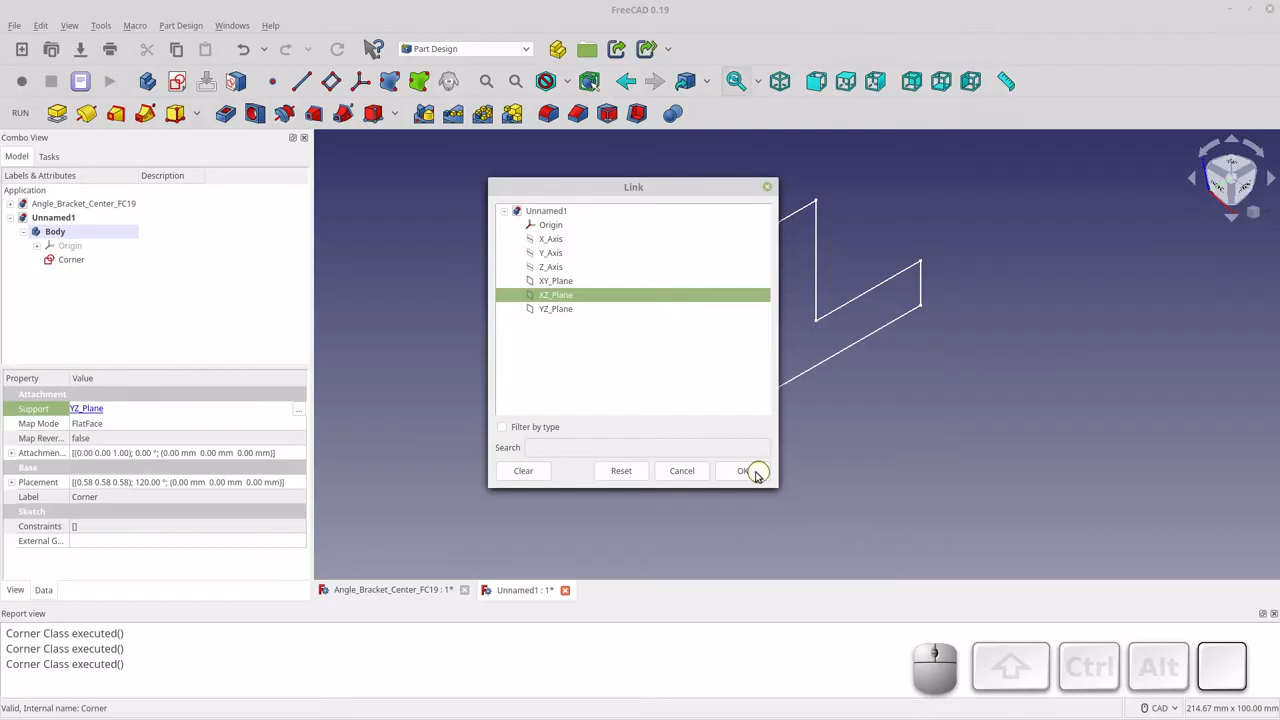 FreeCAD 0.19
File Edit View Tools Macro Part Design Windows Help
Part Design
RUN
Combo View
Model Tasks
Labels & Attributes Description
Application
Angle_Bracket_Center_FC19
Unnamed1
Body
Origin
Corner
Property Value
Attachment
Support YZ_Plane ...
Map Mode FlatFace
Map Rever... false
Attachmen... [(0.00 0.00 1.00); 0.00 °; (0.00 mm 0.00 mm 0.00 mm)]
Base
Placement [(0.58 0.58 0.58); 120.00 °; (0.00 mm 0.00 mm 0.00 mm)]
Label Corner
Sketch
Constraints []
External G...
View Data
Link
Unnamed1
Origin
X_Axis
Y_Axis
Z_Axis
XY_Plane
XZ_Plane
YZ_Plane
Filter by type
Search
Clear Reset Cancel OK
Angle_Bracket_Center_FC19 : 1* Unnamed1 : 1*
Report view
Corner Class executed()
Corner Class executed()
Corner Class executed()
Ctrl Alt
Valid, Internal name: Corner
CAD 214.67 mm x 100.00 mm